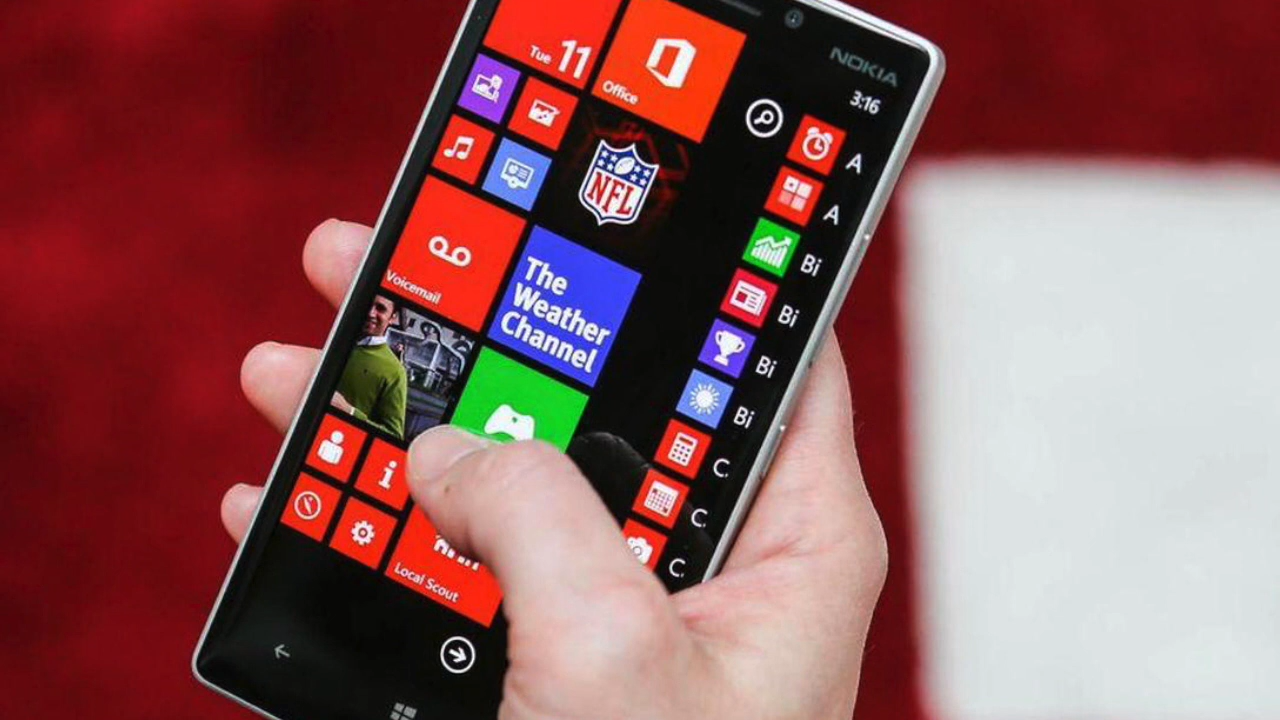 NOKIA
3:16
Tue 11
Office
NFL
A
A
Voicemail
The
Weather
Channel
Bi
Bi
Bi
Bi
C
C
C
i
Local Scout